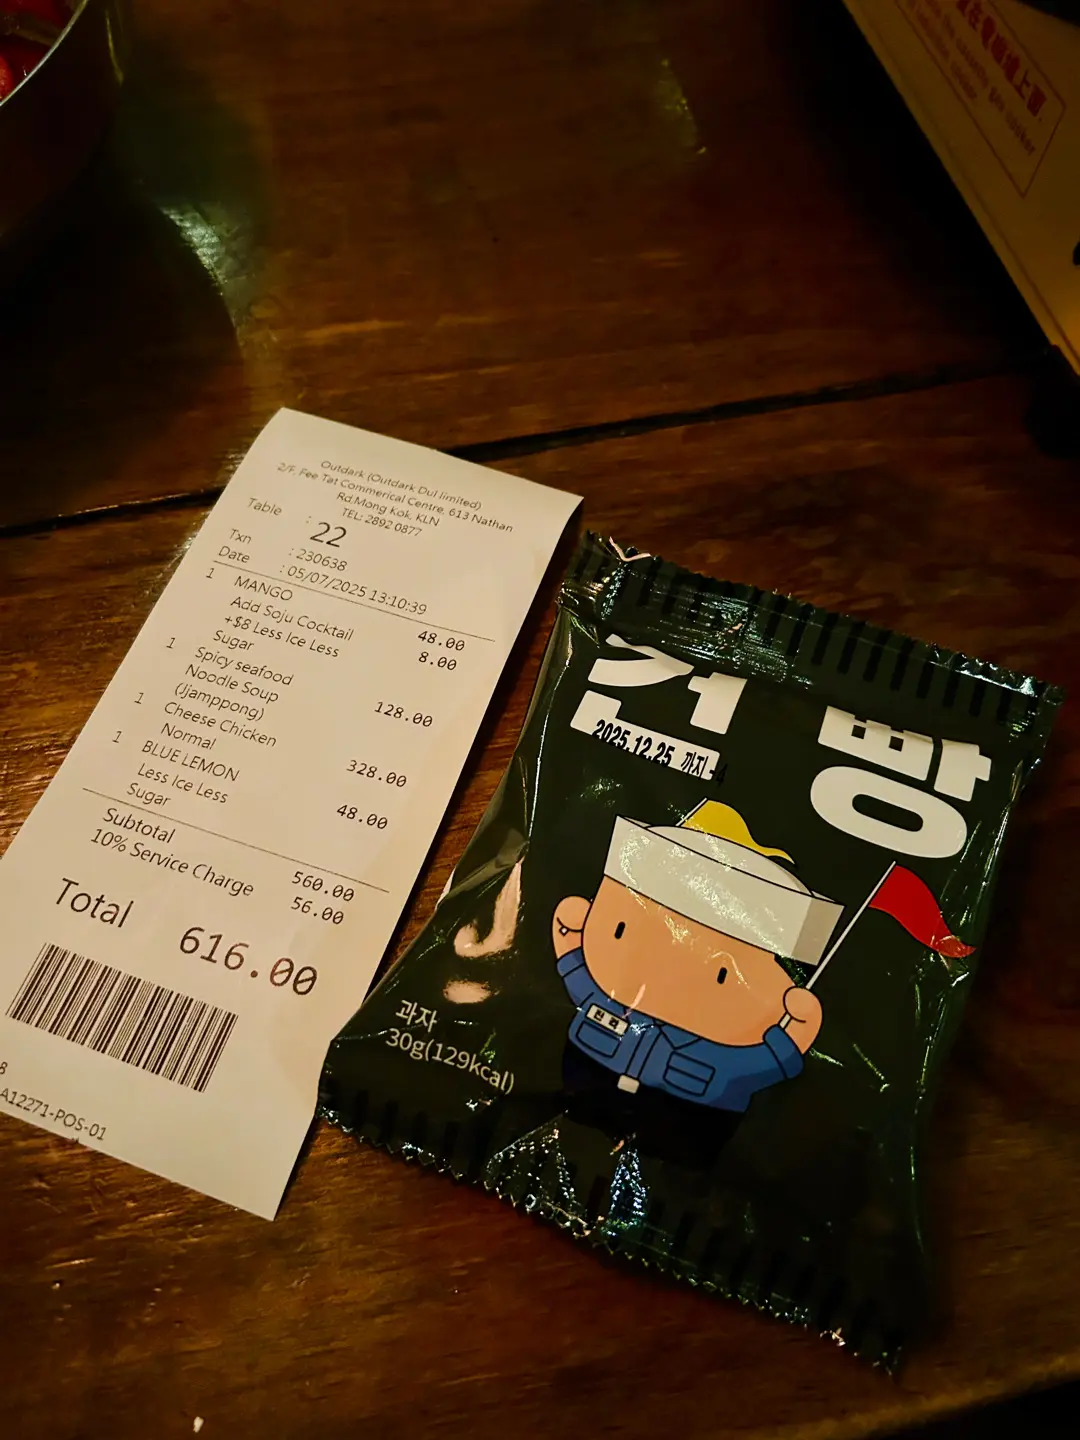 Outdark (Outdark Dul limited)
2/F, Fee Tat Commerical Centre, 613 Nathan
Rd,Mong Kok, KLN
TEL: 2892 0877
Table : 22
Txn : 230638
Date : 05/07/2025 13:10:39
1 MANGO 48.00
Add Soju Cocktail 8.00
+$8 Less Ice Less
Sugar
1 Spicy seafood 128.00
Noodle Soup
(Jjamppong)
1 Cheese Chicken 328.00
Normal
1 BLUE LEMON 48.00
Less Ice Less
Sugar
Subtotal 560.00
10% Service Charge 56.00
Total 616.00
8
A12271-POS-01
건빵
2025.12.25 까지
과자
30g(129kcal)